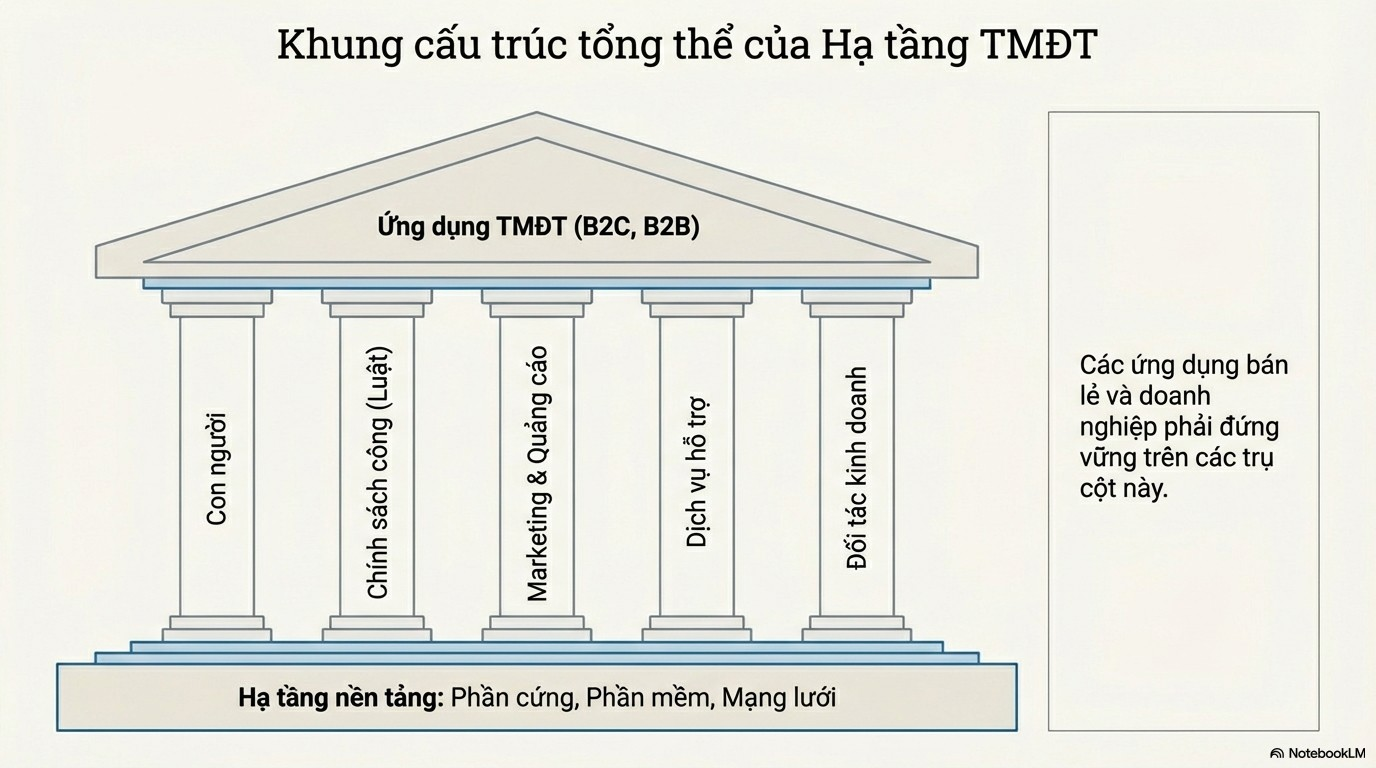 Khung cấu trúc tổng thể của Hạ tầng TMĐT
Ứng dụng TMĐT (B2C, B2B)
Con người
Chính sách công (Luật)
Marketing & Quảng cáo
Dịch vụ hỗ trợ
Đối tác kinh doanh
Hạ tầng nền tảng: Phần cứng, Phần mềm, Mạng lưới
Các ứng dụng bán
lẻ và doanh
nghiệp phải đứng
vững trên các trụ
cột này.
NotebookLM